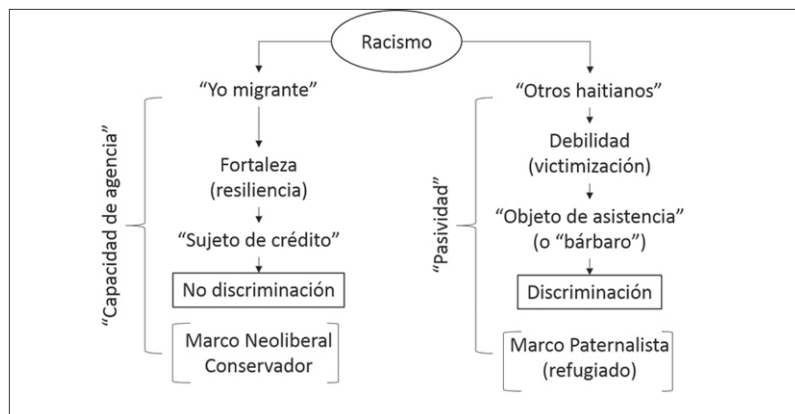 Racismo
“Yo migrante”
“Otros haitianos”
“Capacidad de agencia”
Fortaleza
(resiliencia)
“Sujeto de crédito”
No discriminación
Marco Neoliberal
Conservador
“Pasividad”
Debilidad
(victimización)
“Objeto de asistencia”
(o “bárbaro”)
Discriminación
Marco Paternalista
(refugiado)